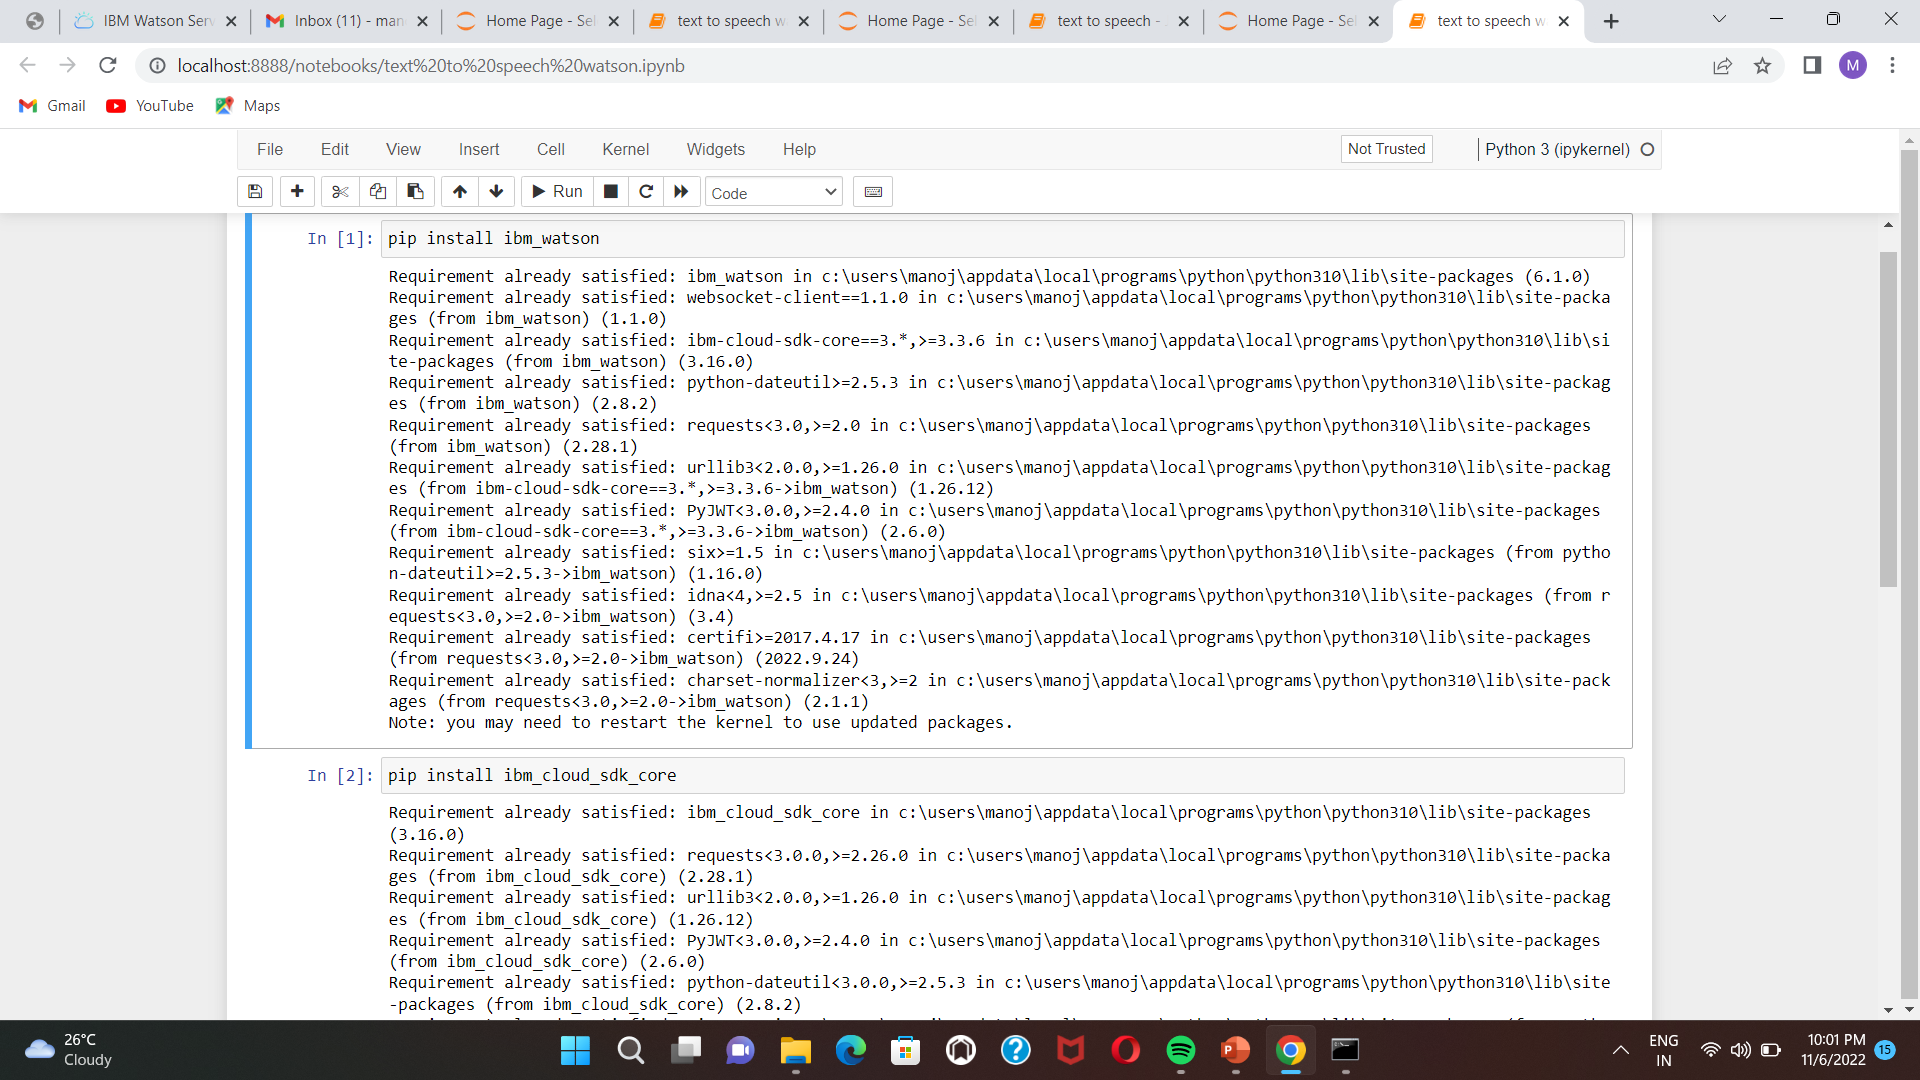 IBM Watson Serv
Inbox (11) - man
Home Page - Sel
text to speech w
Home Page - Sel
text to speech -
Home Page - Sel
text to speech w
localhost:8888/notebooks/text%20to%20speech%20watson.ipynb
M
Gmail
YouTube
Maps
File Edit View Insert Cell Kernel Widgets Help
Not Trusted
Python 3 (ipykernel)
Run
Code
In [1]: pip install ibm_watson
Requirement already satisfied: ibm_watson in c:\users\manoj\appdata\local\programs\python\python310\lib\site-packages (6.1.0)
Requirement already satisfied: websocket-client==1.1.0 in c:\users\manoj\appdata\local\programs\python\python310\lib\site-packa
ges (from ibm_watson) (1.1.0)
Requirement already satisfied: ibm-cloud-sdk-core==3.*,>=3.3.6 in c:\users\manoj\appdata\local\programs\python\python310\lib\si
te-packages (from ibm_watson) (3.16.0)
Requirement already satisfied: python-dateutil>=2.5.3 in c:\users\manoj\appdata\local\programs\python\python310\lib\site-packag
es (from ibm_watson) (2.8.2)
Requirement already satisfied: requests<3.0,>=2.0 in c:\users\manoj\appdata\local\programs\python\python310\lib\site-packages
(from ibm_watson) (2.28.1)
Requirement already satisfied: urllib3<2.0.0,>=1.26.0 in c:\users\manoj\appdata\local\programs\python\python310\lib\site-packag
es (from ibm-cloud-sdk-core==3.*,>=3.3.6->ibm_watson) (1.26.12)
Requirement already satisfied: PyJWT<3.0.0,>=2.4.0 in c:\users\manoj\appdata\local\programs\python\python310\lib\site-packages
(from ibm-cloud-sdk-core==3.*,>=3.3.6->ibm_watson) (2.6.0)
Requirement already satisfied: six>=1.5 in c:\users\manoj\appdata\local\programs\python\python310\lib\site-packages (from pytho
n-dateutil>=2.5.3->ibm_watson) (1.16.0)
Requirement already satisfied: idna<4,>=2.5 in c:\users\manoj\appdata\local\programs\python\python310\lib\site-packages (from r
equests<3.0,>=2.0->ibm_watson) (3.4)
Requirement already satisfied: certifi>=2017.4.17 in c:\users\manoj\appdata\local\programs\python\python310\lib\site-packages
(from requests<3.0,>=2.0->ibm_watson) (2022.9.24)
Requirement already satisfied: charset-normalizer<3,>=2 in c:\users\manoj\appdata\local\programs\python\python310\lib\site-pack
ages (from requests<3.0,>=2.0->ibm_watson) (2.1.1)
Note: you may need to restart the kernel to use updated packages.
In [2]: pip install ibm_cloud_sdk_core
Requirement already satisfied: ibm_cloud_sdk_core in c:\users\manoj\appdata\local\programs\python\python310\lib\site-packages
(3.16.0)
Requirement already satisfied: requests<3.0.0,>=2.26.0 in c:\users\manoj\appdata\local\programs\python\python310\lib\site-packa
ges (from ibm_cloud_sdk_core) (2.28.1)
Requirement already satisfied: urllib3<2.0.0,>=1.26.0 in c:\users\manoj\appdata\local\programs\python\python310\lib\site-packag
es (from ibm_cloud_sdk_core) (1.26.12)
Requirement already satisfied: PyJWT<3.0.0,>=2.4.0 in c:\users\manoj\appdata\local\programs\python\python310\lib\site-packages
(from ibm_cloud_sdk_core) (2.6.0)
Requirement already satisfied: python-dateutil<3.0.0,>=2.5.3 in c:\users\manoj\appdata\local\programs\python\python310\lib\site
-packages (from ibm_cloud_sdk_core) (2.8.2)
26°C
Cloudy
ENG
IN
10:01 PM
11/6/2022
15